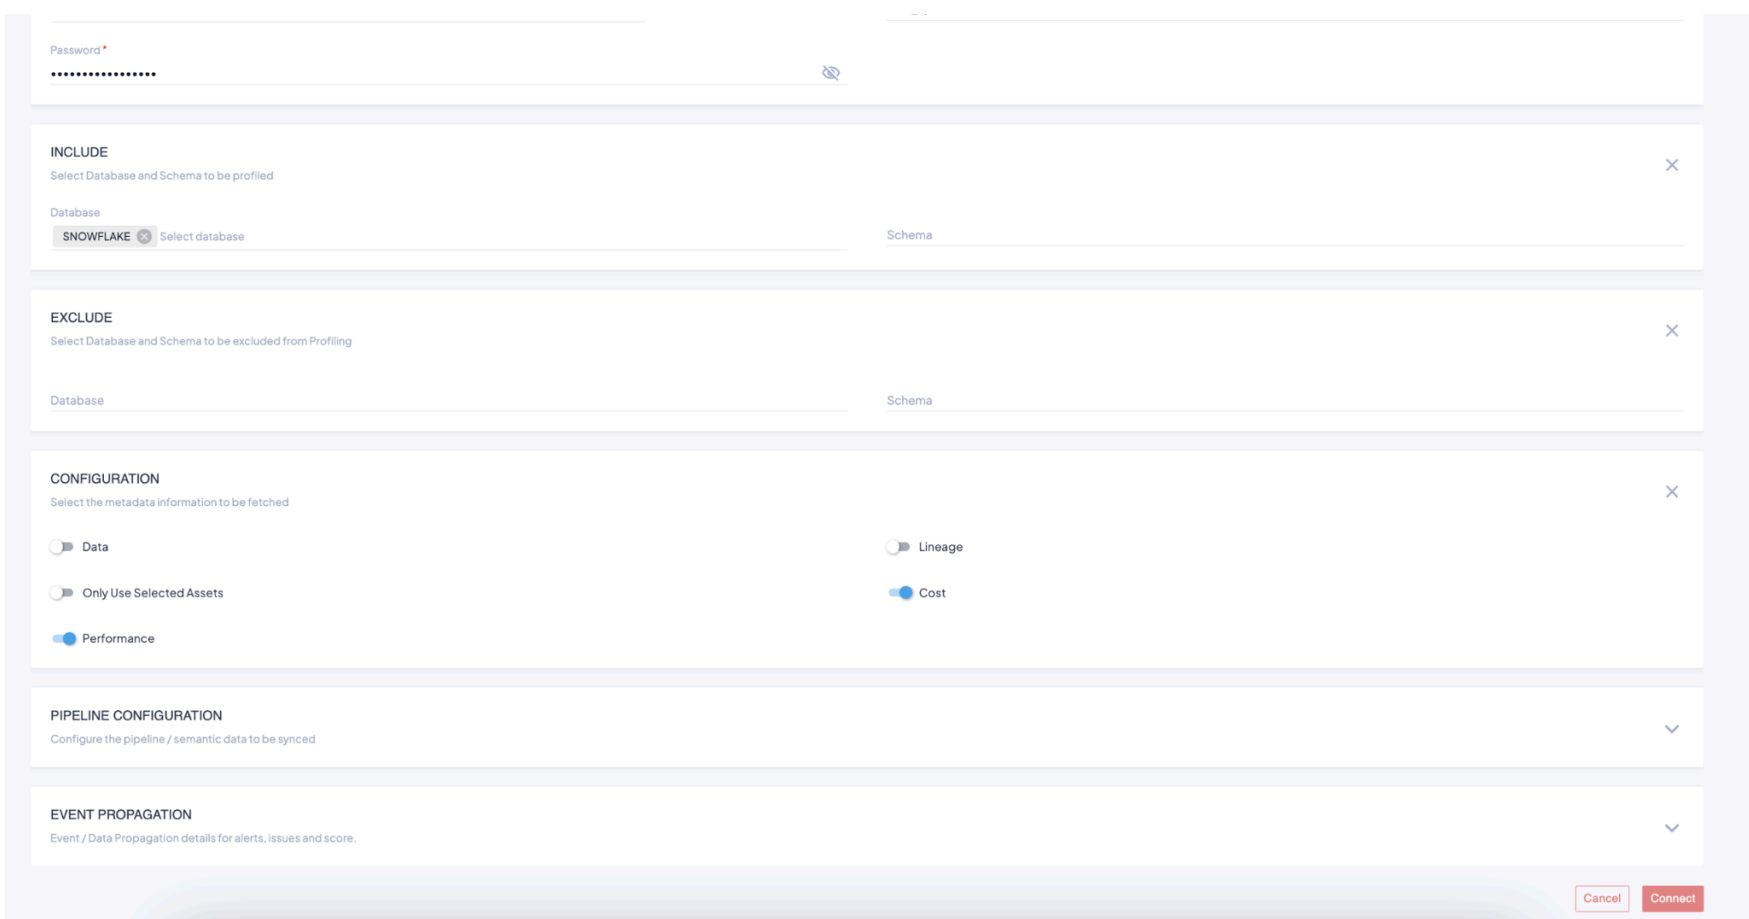 Password *
•••••••••••••••••
INCLUDE
Select Database and Schema to be profiled
Database
SNOWFLAKE Select database
Schema
EXCLUDE
Select Database and Schema to be excluded from Profiling
Database
Schema
CONFIGURATION
Select the metadata information to be fetched
Data
Lineage
Only Use Selected Assets
Cost
Performance
PIPELINE CONFIGURATION
Configure the pipeline / semantic data to be synced
EVENT PROPAGATION
Event / Data Propagation details for alerts, issues and score.
Cancel
Connect